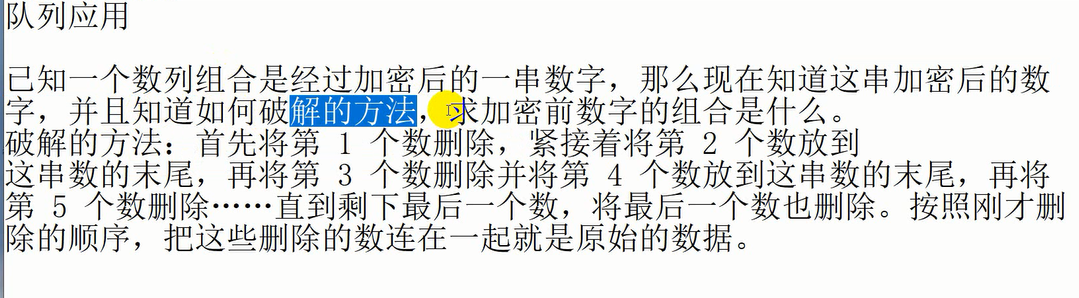 队列应用
已知一个数列组合是经过加密后的一串数字，那么现在知道这串加密后的数
字，并且知道如何破解的方法，求加密前数字的组合是什么。
破解的方法：首先将第 1 个数删除，紧接着将第 2 个数放到
这串数的末尾，再将第 3 个数删除并将第 4 个数放到这串数的末尾，再将
第 5 个数删除……直到剩下最后一个数，将最后一个数也删除。按照刚才删
除的顺序，把这些删除的数连在一起就是原始的数据。